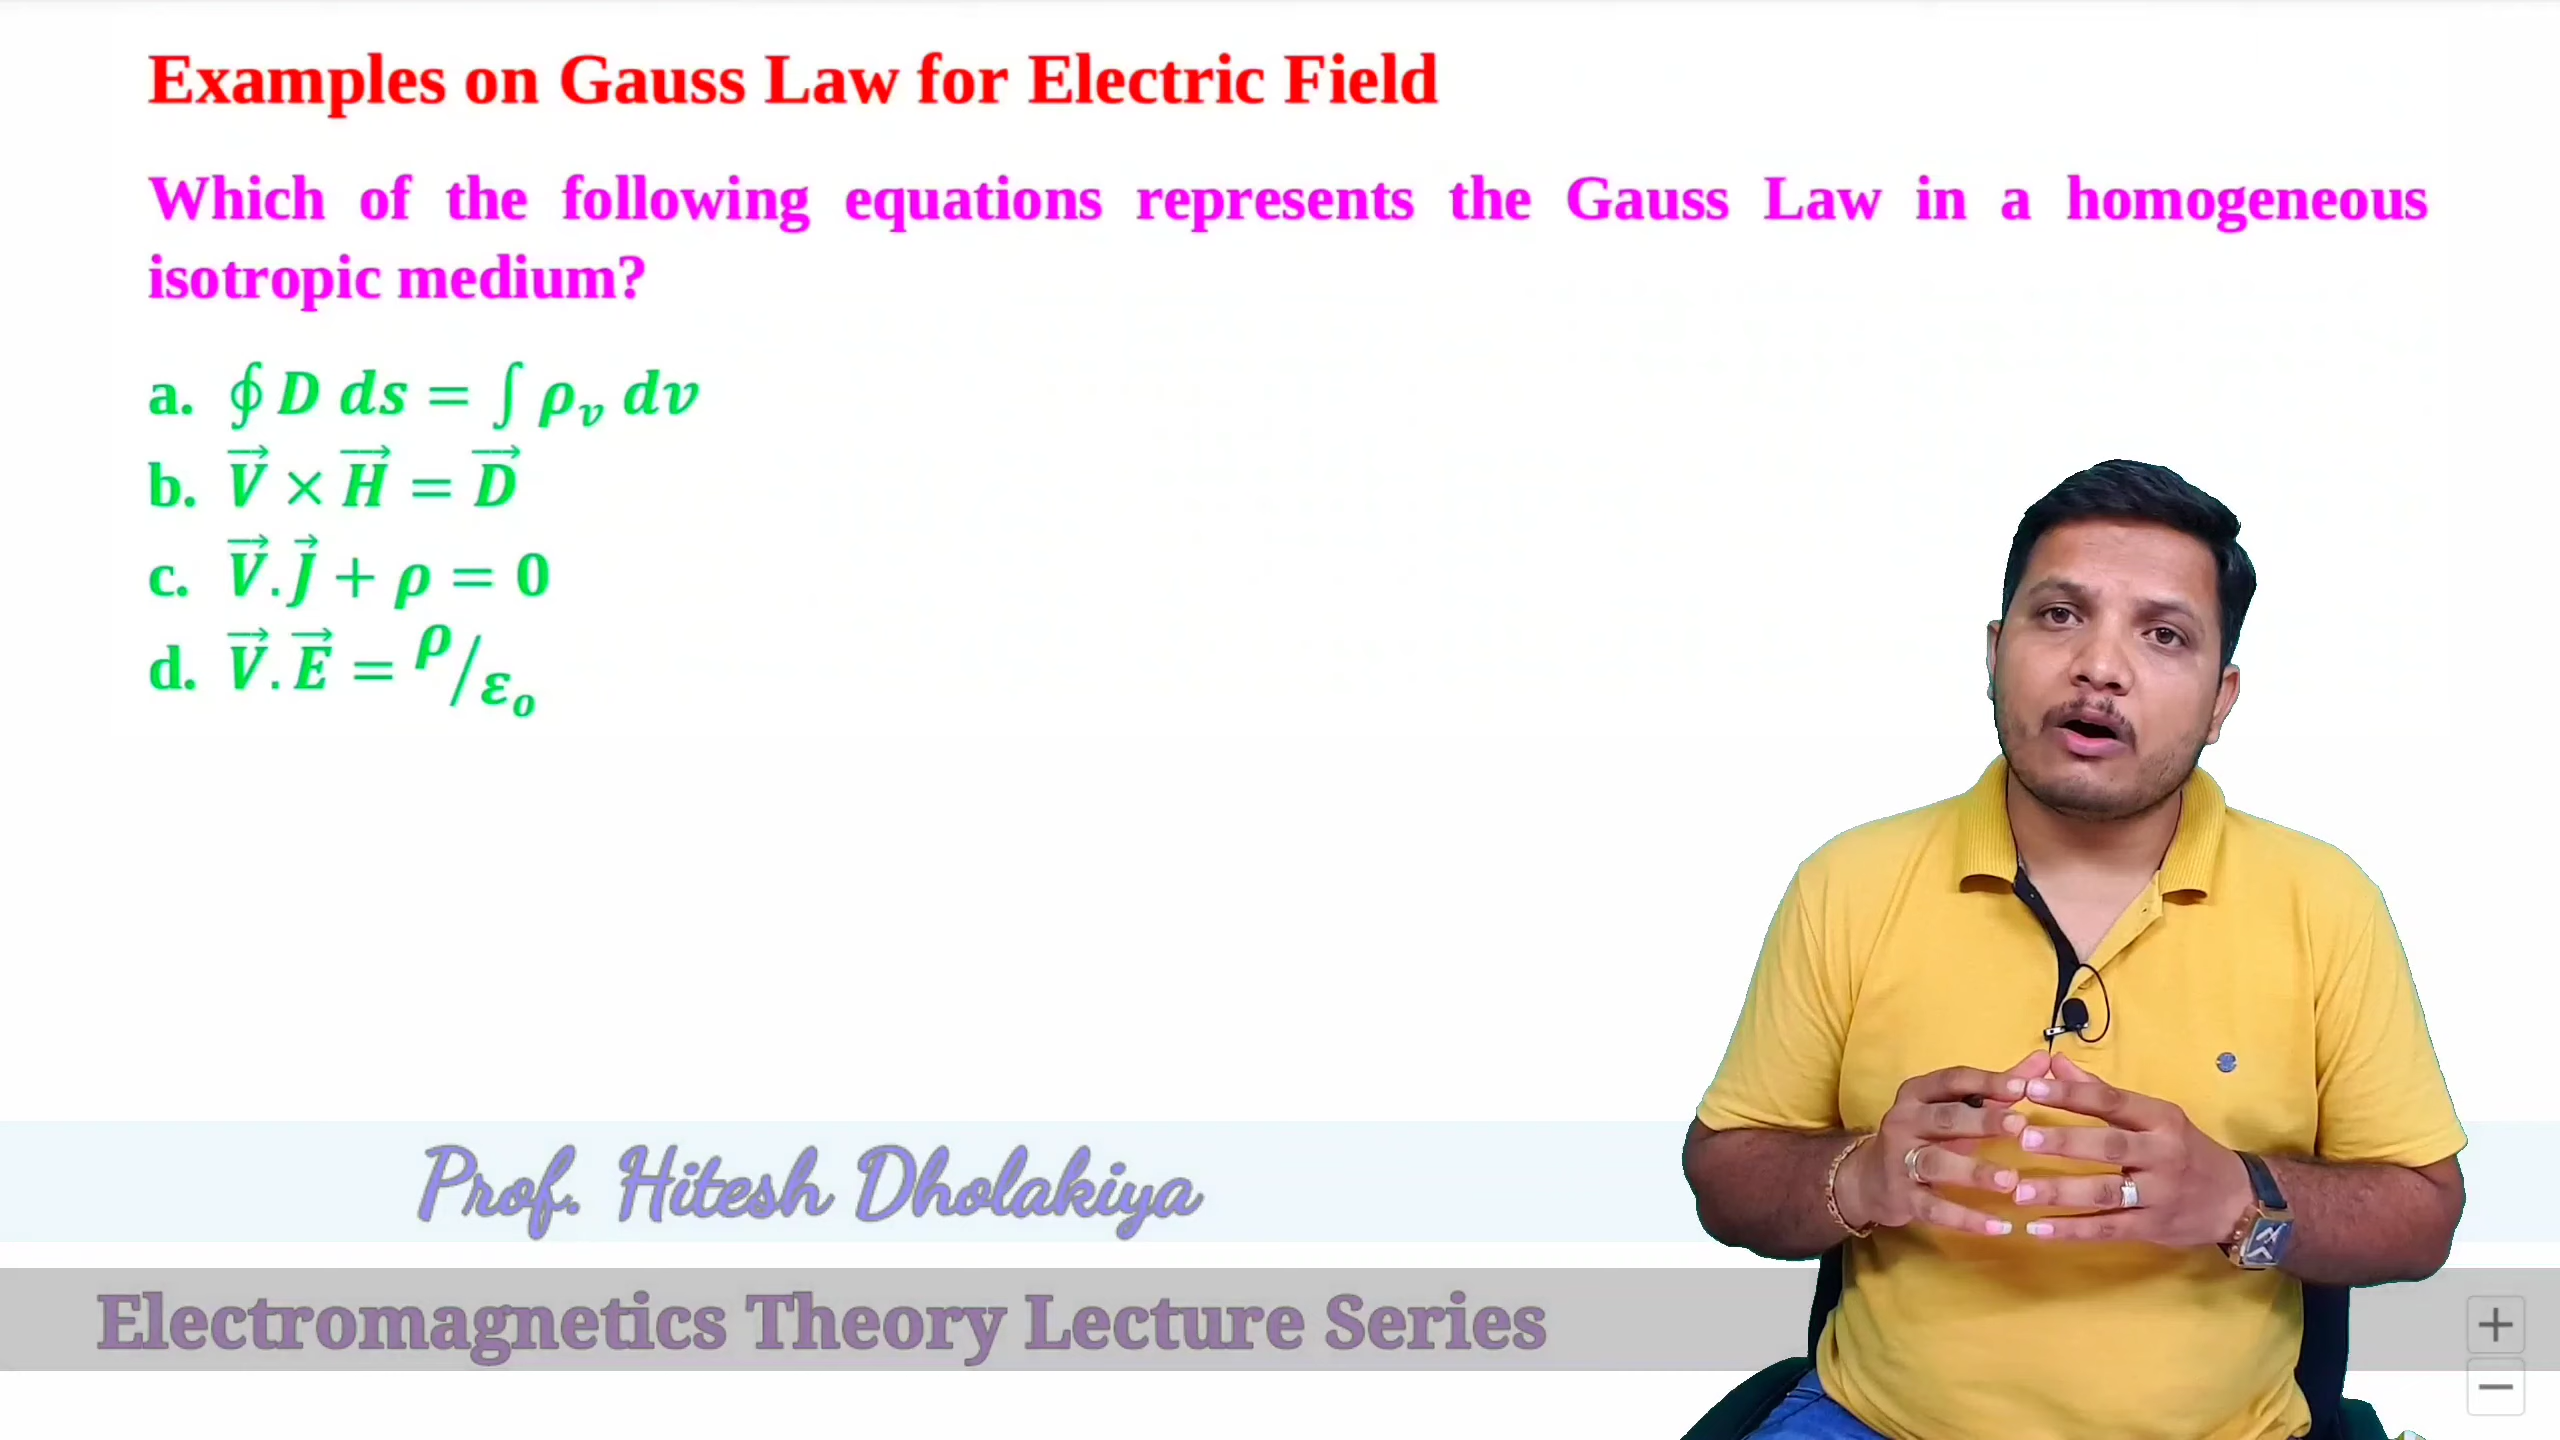 Examples on Gauss Law for Electric Field
Which of the following equations represents the Gauss Law in a homogeneous
isotropic medium?
a. ∮ D ds = ∫ ρᵥ dv
b. V⃗ × H⃗ = D⃗
c. V⃗ . J⃗ + ρ = 0
d. V⃗ . E⃗ = ρ/εₒ
Prof. Hitesh Dholakiya
Electromagnetics Theory Lecture Series